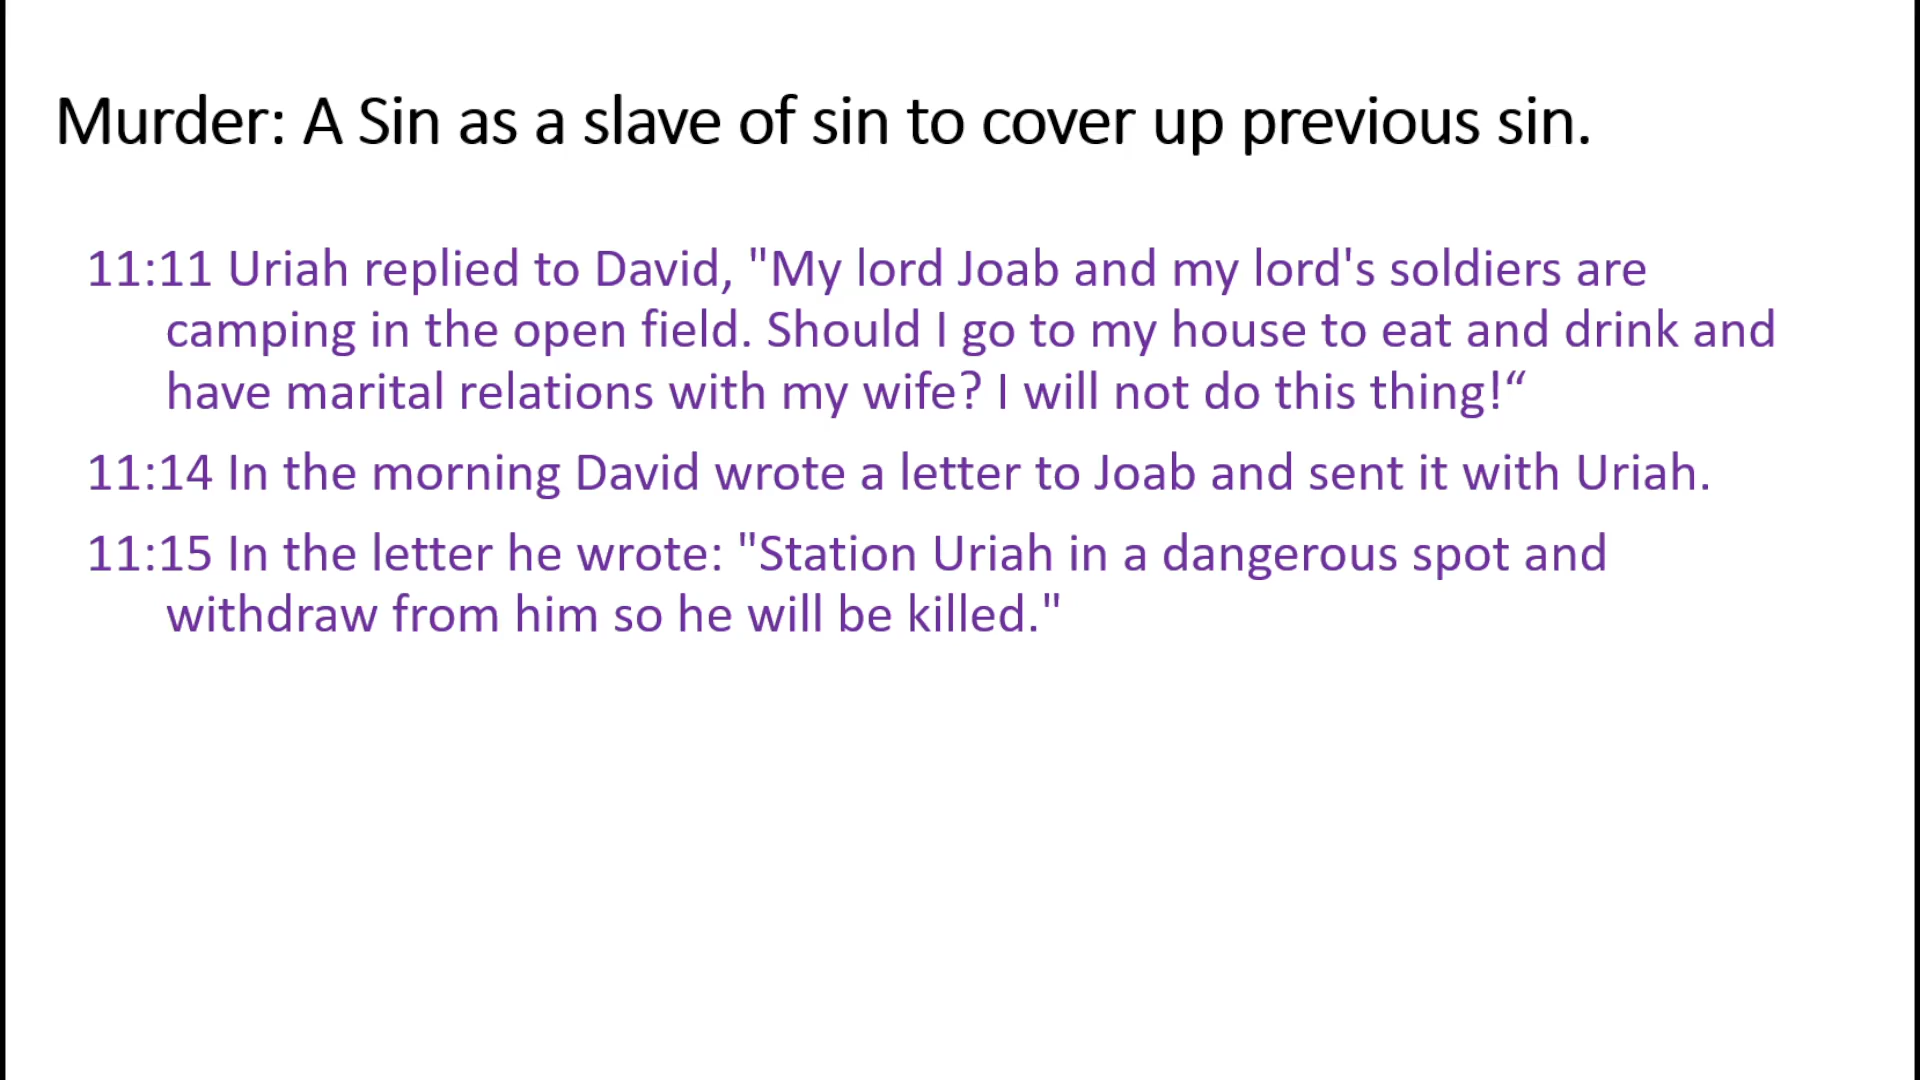 Murder: A Sin as a slave of sin to cover up previous sin.
11:11 Uriah replied to David, "My lord Joab and my lord's soldiers are
camping in the open field. Should I go to my house to eat and drink and
have marital relations with my wife? I will not do this thing!“
11:14 In the morning David wrote a letter to Joab and sent it with Uriah.
11:15 In the letter he wrote: "Station Uriah in a dangerous spot and
withdraw from him so he will be killed."